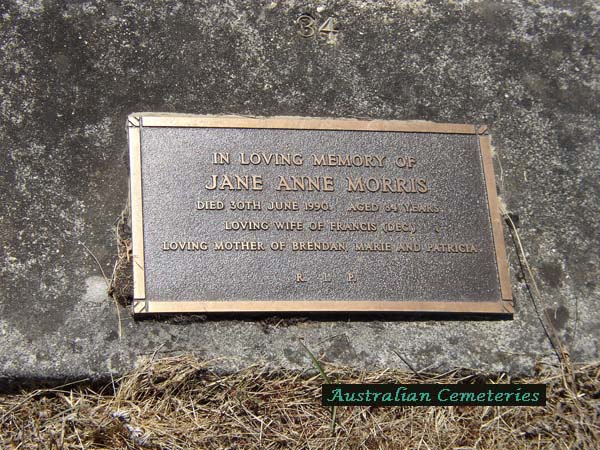 34
IN LOVING MEMORY OF
JANE ANNE MORRIS
DIED 30TH JUNE 1990. AGED 84 YEARS.
LOVING WIFE OF FRANCIS (DEC.)
LOVING MOTHER OF BRENDAN, MARIE AND PATRICIA.
R. I. P.
Australian Cemeteries